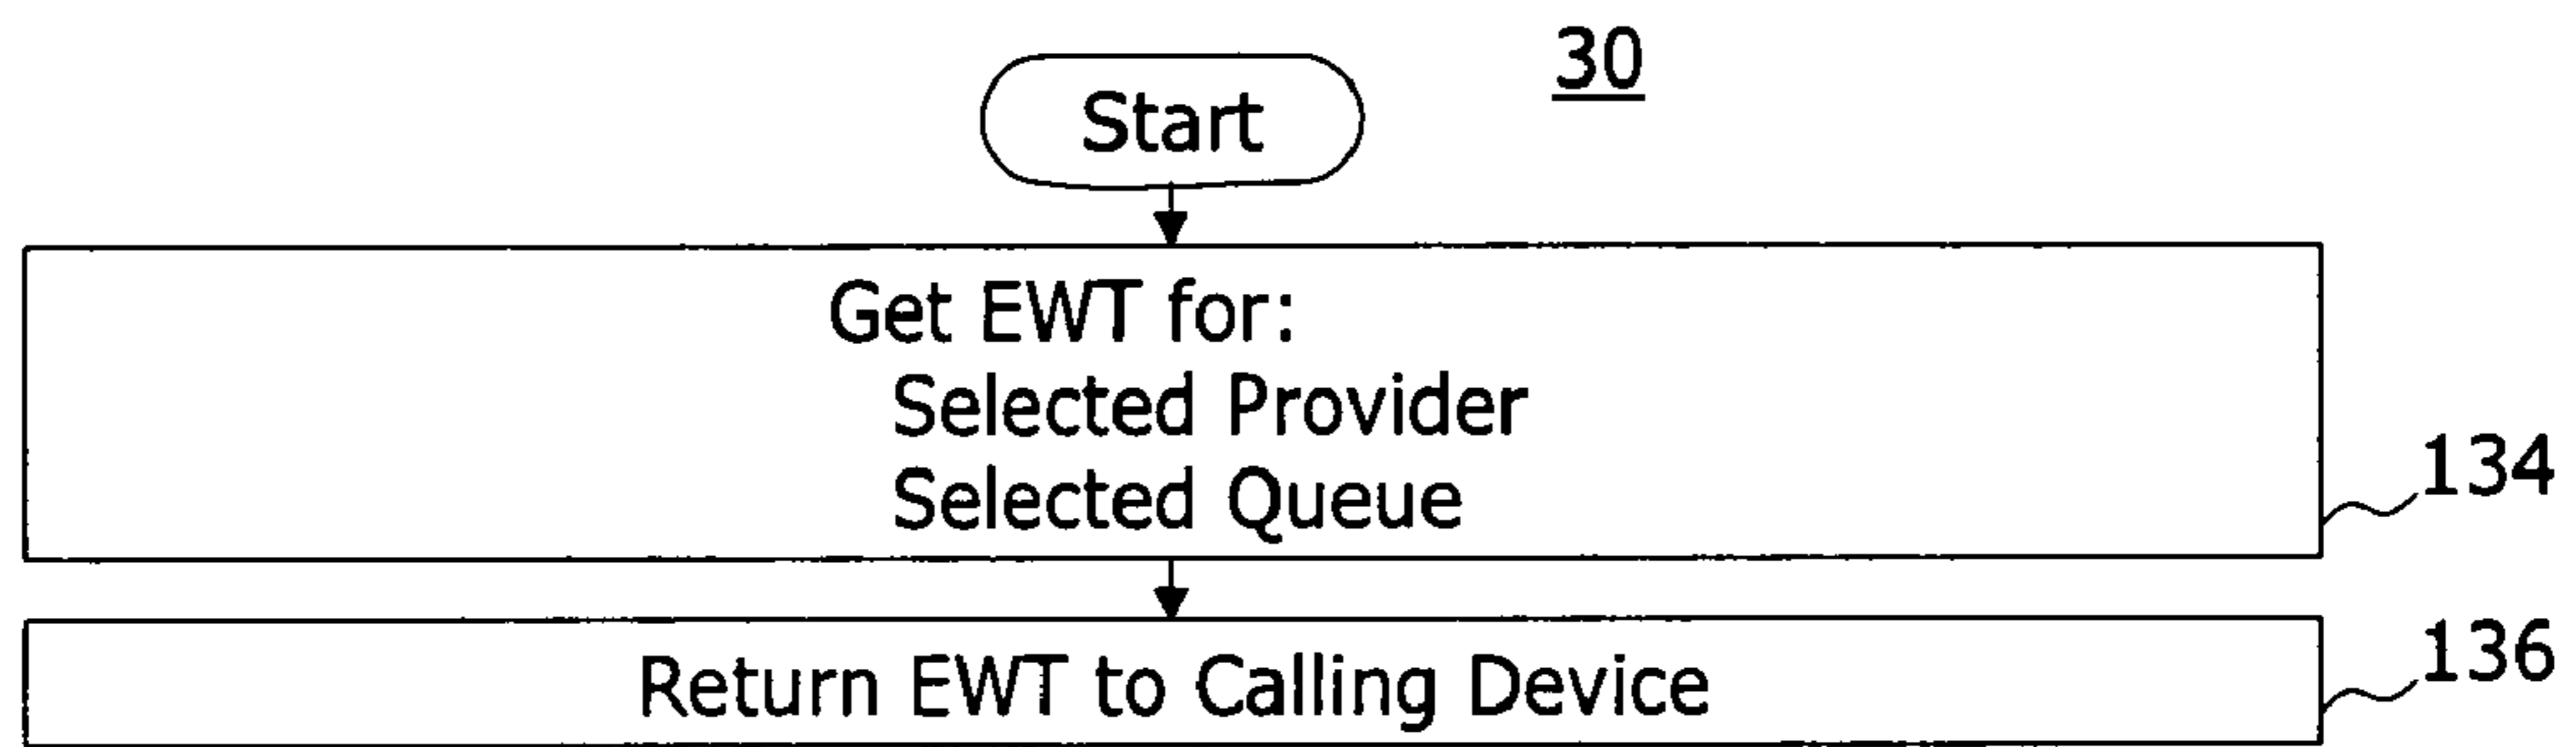 30
Start
Get EWT for:
Selected Provider
Selected Queue
134
Return EWT to Calling Device
136